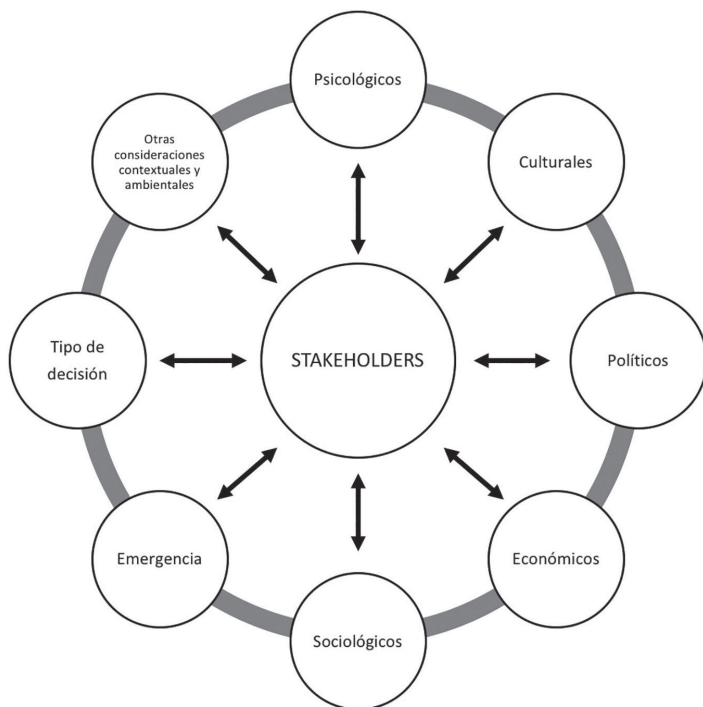 Psicológicos
Otras
consideraciones
contextuales y
ambientales
Culturales
Tipo de
decisión
STAKEHOLDERS
Políticos
Emergencia
Económicos
Sociológicos